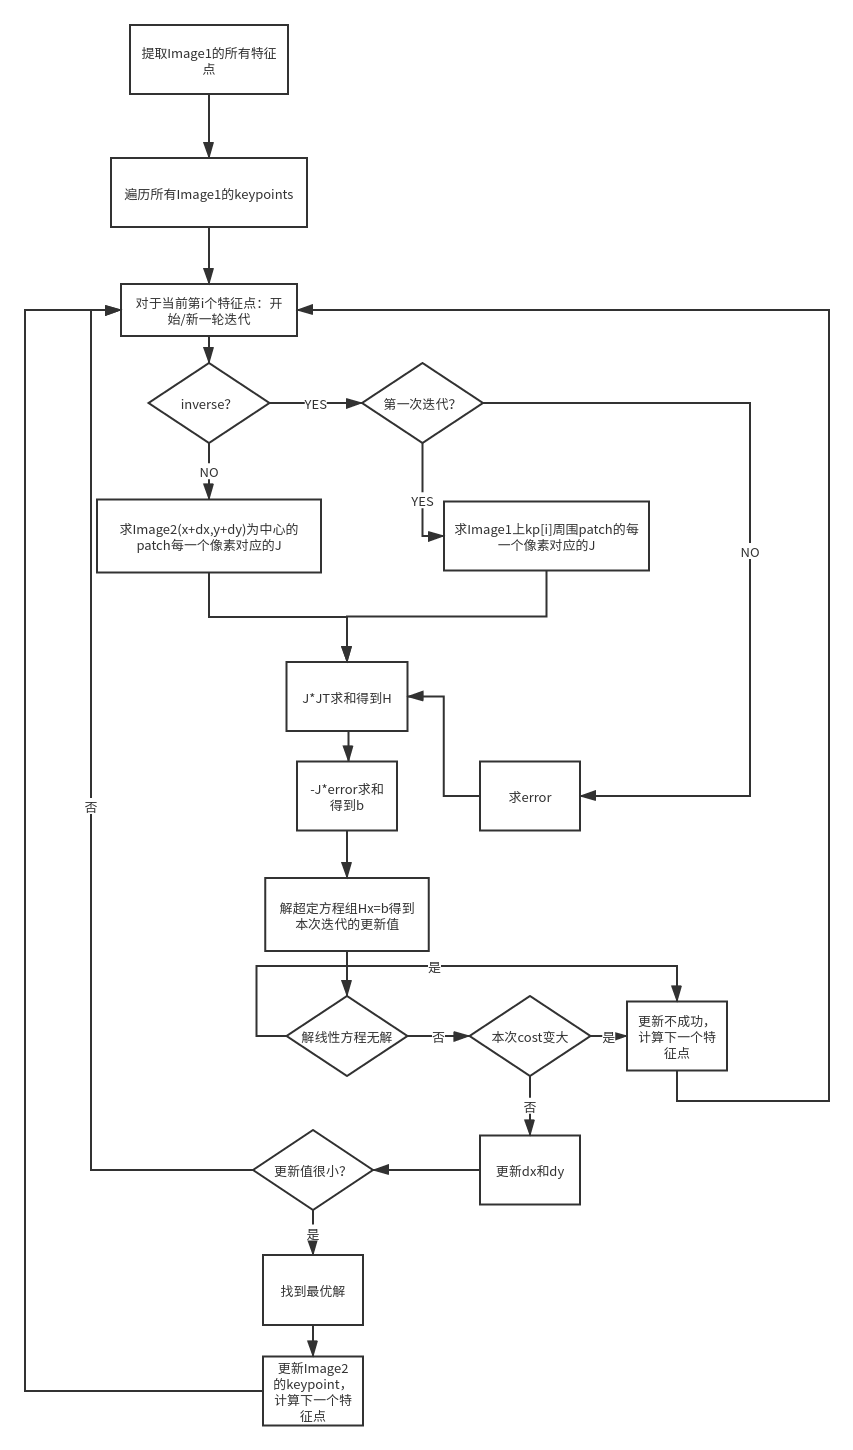 提取Image1的所有特征
点
遍历所有Image1的keypoints
对于当前第i个特征点：开
始/新一轮迭代
inverse？
YES
第一次迭代？
NO
YES
求Image2(x+dx,y+dy)为中心的
patch每一个像素对应的J
求Image1上kp[i]周围patch的每
一个像素对应的J
NO
J*JT求和得到H
-J*error求和
得到b
求error
否
解超定方程组Hx=b得到
本次迭代的更新值
是
解线性方程无解
否
本次cost变大
是
更新不成功，
计算下一个特
征点
否
更新值很小？
更新dx和dy
是
找到最优解
更新Image2
的keypoint，
计算下一个特
征点